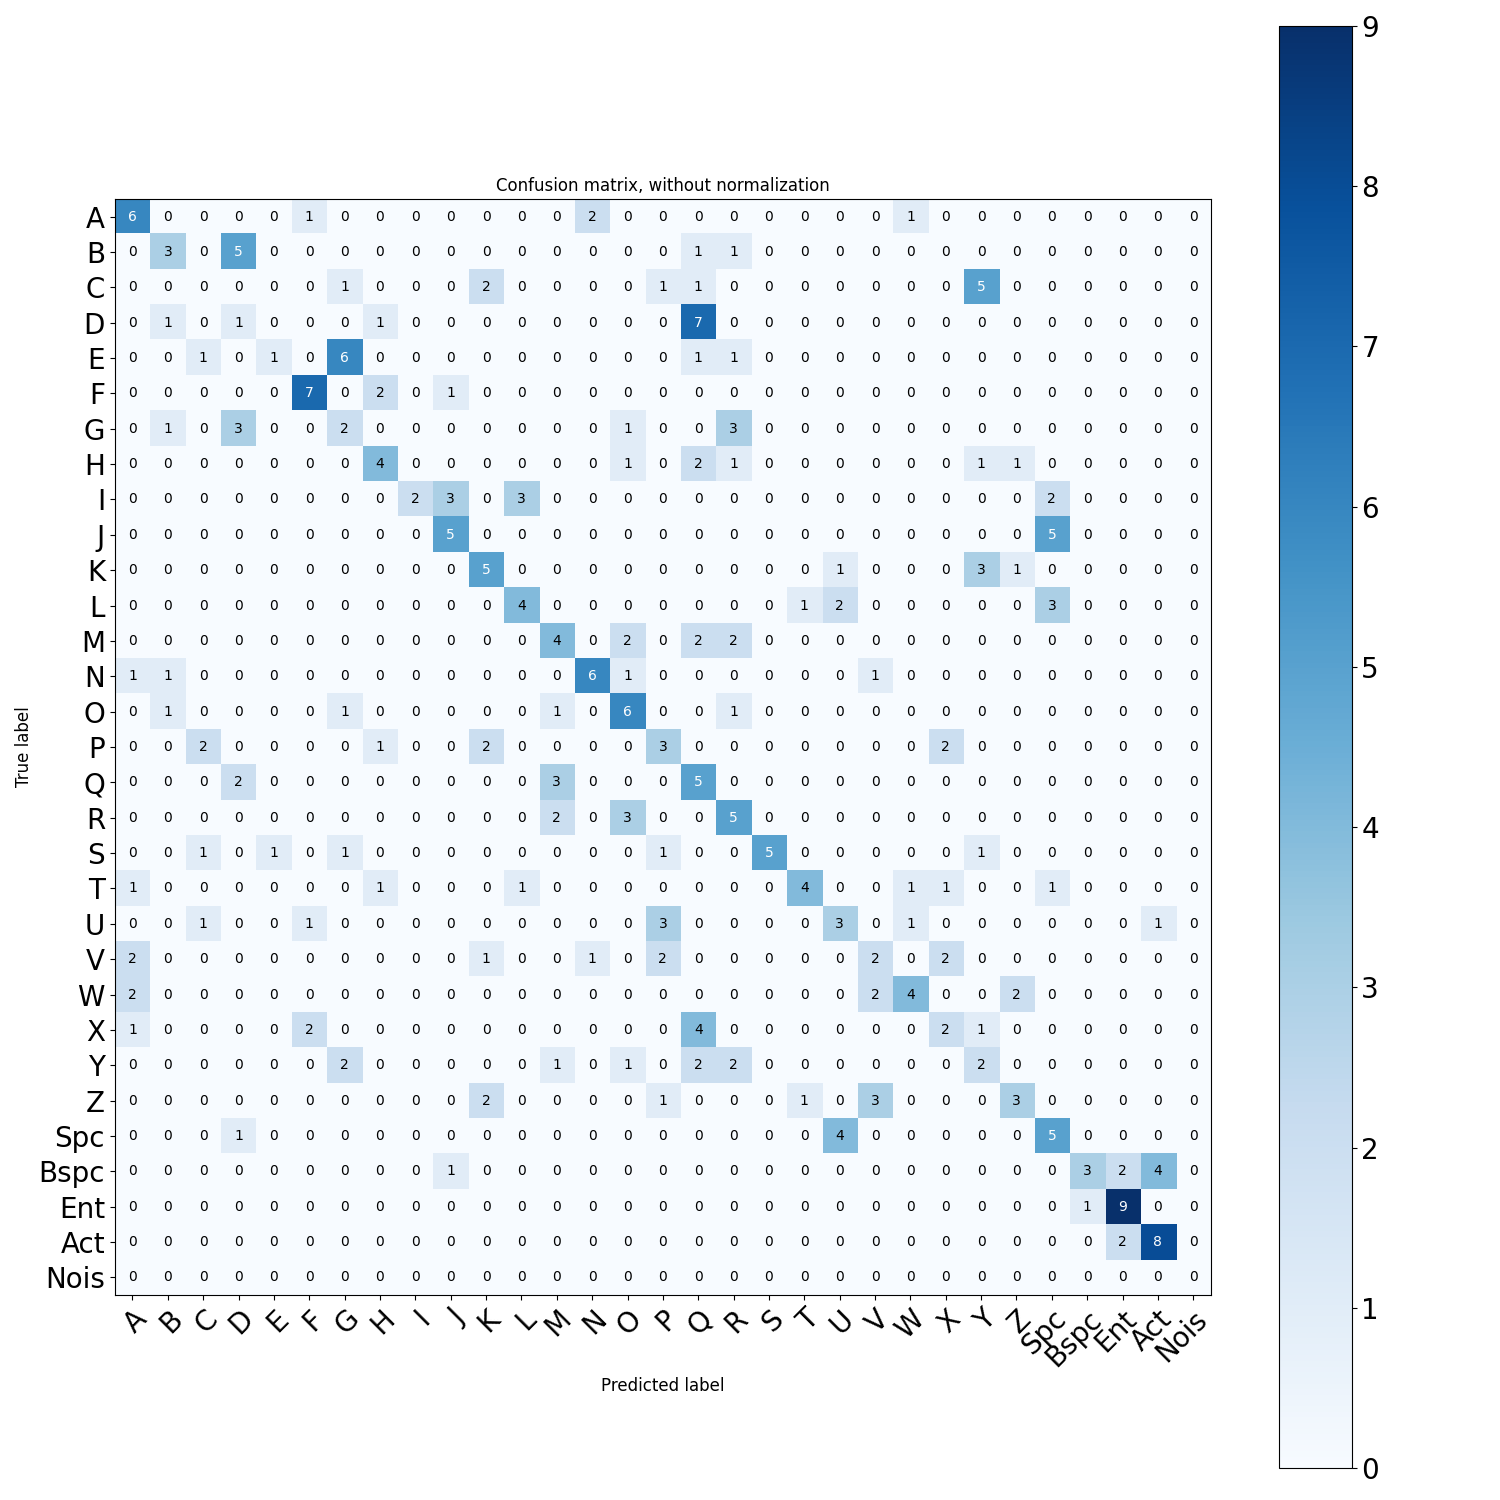 Confusion matrix, without normalization
A 6 0 0 0 0 1 0 0 0 0 0 0 0 2 0 0 0 0 0 0 0 0 1 0 0 0 0 0 0 0 0
B 0 3 0 5 0 0 0 0 0 0 0 0 0 0 0 0 1 1 0 0 0 0 0 0 0 0 0 0 0 0 0
C 0 0 0 0 0 0 1 0 0 0 2 0 0 0 0 1 1 0 0 0 0 0 0 0 5 0 0 0 0 0 0
D 0 1 0 1 0 0 0 1 0 0 0 0 0 0 0 0 7 0 0 0 0 0 0 0 0 0 0 0 0 0 0
E 0 0 1 0 1 0 6 0 0 0 0 0 0 0 0 0 1 1 0 0 0 0 0 0 0 0 0 0 0 0 0
F 0 0 0 0 0 7 0 2 0 1 0 0 0 0 0 0 0 0 0 0 0 0 0 0 0 0 0 0 0 0 0
G 0 1 0 3 0 0 2 0 0 0 0 0 0 0 1 0 0 3 0 0 0 0 0 0 0 0 0 0 0 0 0
H 0 0 0 0 0 0 0 4 0 0 0 0 0 0 1 0 2 1 0 0 0 0 0 0 1 1 0 0 0 0 0
I 0 0 0 0 0 0 0 0 2 3 0 3 0 0 0 0 0 0 0 0 0 0 0 0 0 0 2 0 0 0 0
J 0 0 0 0 0 0 0 0 0 5 0 0 0 0 0 0 0 0 0 0 0 0 0 0 0 0 5 0 0 0 0
K 0 0 0 0 0 0 0 0 0 0 5 0 0 0 0 0 0 0 0 0 1 0 0 0 3 1 0 0 0 0 0
L 0 0 0 0 0 0 0 0 0 0 0 4 0 0 0 0 0 0 0 1 2 0 0 0 0 0 3 0 0 0 0
M 0 0 0 0 0 0 0 0 0 0 0 0 4 0 2 0 2 2 0 0 0 0 0 0 0 0 0 0 0 0 0
N 1 1 0 0 0 0 0 0 0 0 0 0 0 6 1 0 0 0 0 0 0 1 0 0 0 0 0 0 0 0 0
O 0 1 0 0 0 0 1 0 0 0 0 0 1 0 6 0 0 1 0 0 0 0 0 0 0 0 0 0 0 0 0
P 0 0 2 0 0 0 0 1 0 0 2 0 0 0 0 3 0 0 0 0 0 0 0 2 0 0 0 0 0 0 0
Q 0 0 0 2 0 0 0 0 0 0 0 0 3 0 0 0 5 0 0 0 0 0 0 0 0 0 0 0 0 0 0
R 0 0 0 0 0 0 0 0 0 0 0 0 2 0 3 0 0 5 0 0 0 0 0 0 0 0 0 0 0 0 0
S 0 0 1 0 1 0 1 0 0 0 0 0 0 0 0 1 0 0 5 0 0 0 0 0 1 0 0 0 0 0 0
T 1 0 0 0 0 0 0 1 0 0 0 1 0 0 0 0 0 0 0 4 0 0 1 1 0 0 1 0 0 0 0
U 0 0 1 0 0 1 0 0 0 0 0 0 0 0 0 3 0 0 0 0 3 0 1 0 0 0 0 0 0 1 0
V 2 0 0 0 0 0 0 0 0 0 1 0 0 1 0 2 0 0 0 0 0 2 0 2 0 0 0 0 0 0 0
W 2 0 0 0 0 0 0 0 0 0 0 0 0 0 0 0 0 0 0 0 0 2 4 0 0 2 0 0 0 0 0
X 1 0 0 0 0 2 0 0 0 0 0 0 0 0 0 0 4 0 0 0 0 0 0 2 1 0 0 0 0 0 0
Y 0 0 0 0 0 0 2 0 0 0 0 0 1 0 1 0 2 2 0 0 0 0 0 0 2 0 0 0 0 0 0
Z 0 0 0 0 0 0 0 0 0 0 2 0 0 0 0 1 0 0 0 1 0 3 0 0 0 3 0 0 0 0 0
Spc 0 0 0 1 0 0 0 0 0 0 0 0 0 0 0 0 0 0 0 0 4 0 0 0 0 0 5 0 0 0 0
Bspc 0 0 0 0 0 0 0 0 0 1 0 0 0 0 0 0 0 0 0 0 0 0 0 0 0 0 0 3 2 4 0
Ent 0 0 0 0 0 0 0 0 0 0 0 0 0 0 0 0 0 0 0 0 0 0 0 0 0 0 0 1 9 0 0
Act 0 0 0 0 0 0 0 0 0 0 0 0 0 0 0 0 0 0 0 0 0 0 0 0 0 0 0 0 2 8 0
Nois 0 0 0 0 0 0 0 0 0 0 0 0 0 0 0 0 0 0 0 0 0 0 0 0 0 0 0 0 0 0 0
A B C D E F G H I J K L M N O P Q R S T U V W X Y Z Spc Bspc Ent Act Nois
Predicted label
True label
9
8
7
6
5
4
3
2
1
0